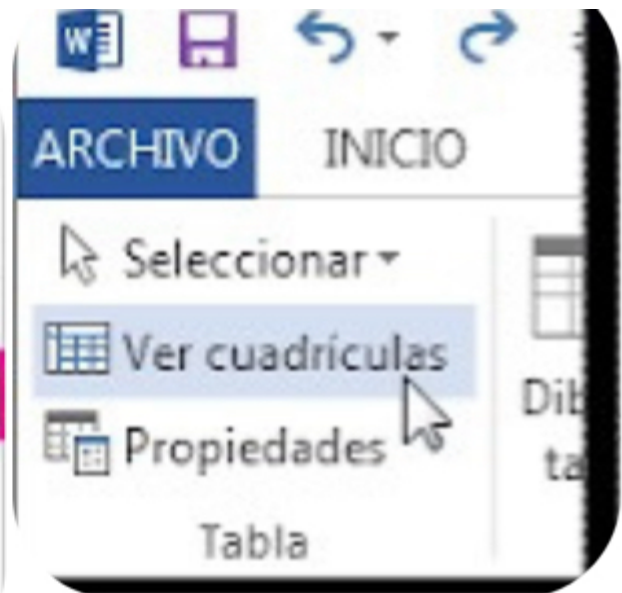 W
ARCHIVO INICIO
Seleccionar
Ver cuadrículas
Propiedades
Tabla